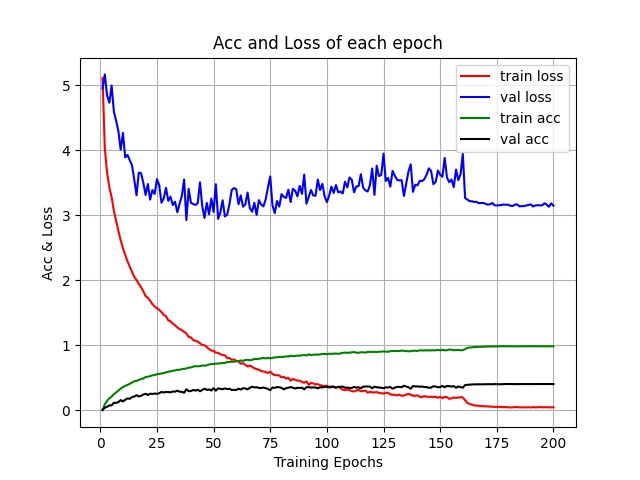 Acc and Loss of each epoch
train loss
val loss
train acc
val acc
5
4
3
2
1
0
Acc & Loss
0 25 50 75 100 125 150 175 200
Training Epochs